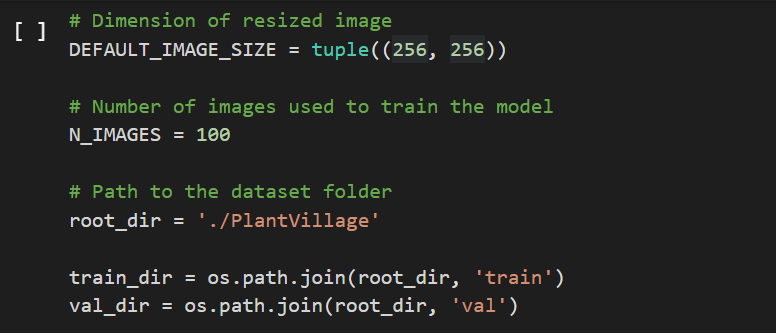 [ ]
# Dimension of resized image
DEFAULT_IMAGE_SIZE = tuple((256, 256))
# Number of images used to train the model
N_IMAGES = 100
# Path to the dataset folder
root_dir = './PlantVillage'
train_dir = os.path.join(root_dir, 'train')
val_dir = os.path.join(root_dir, 'val')